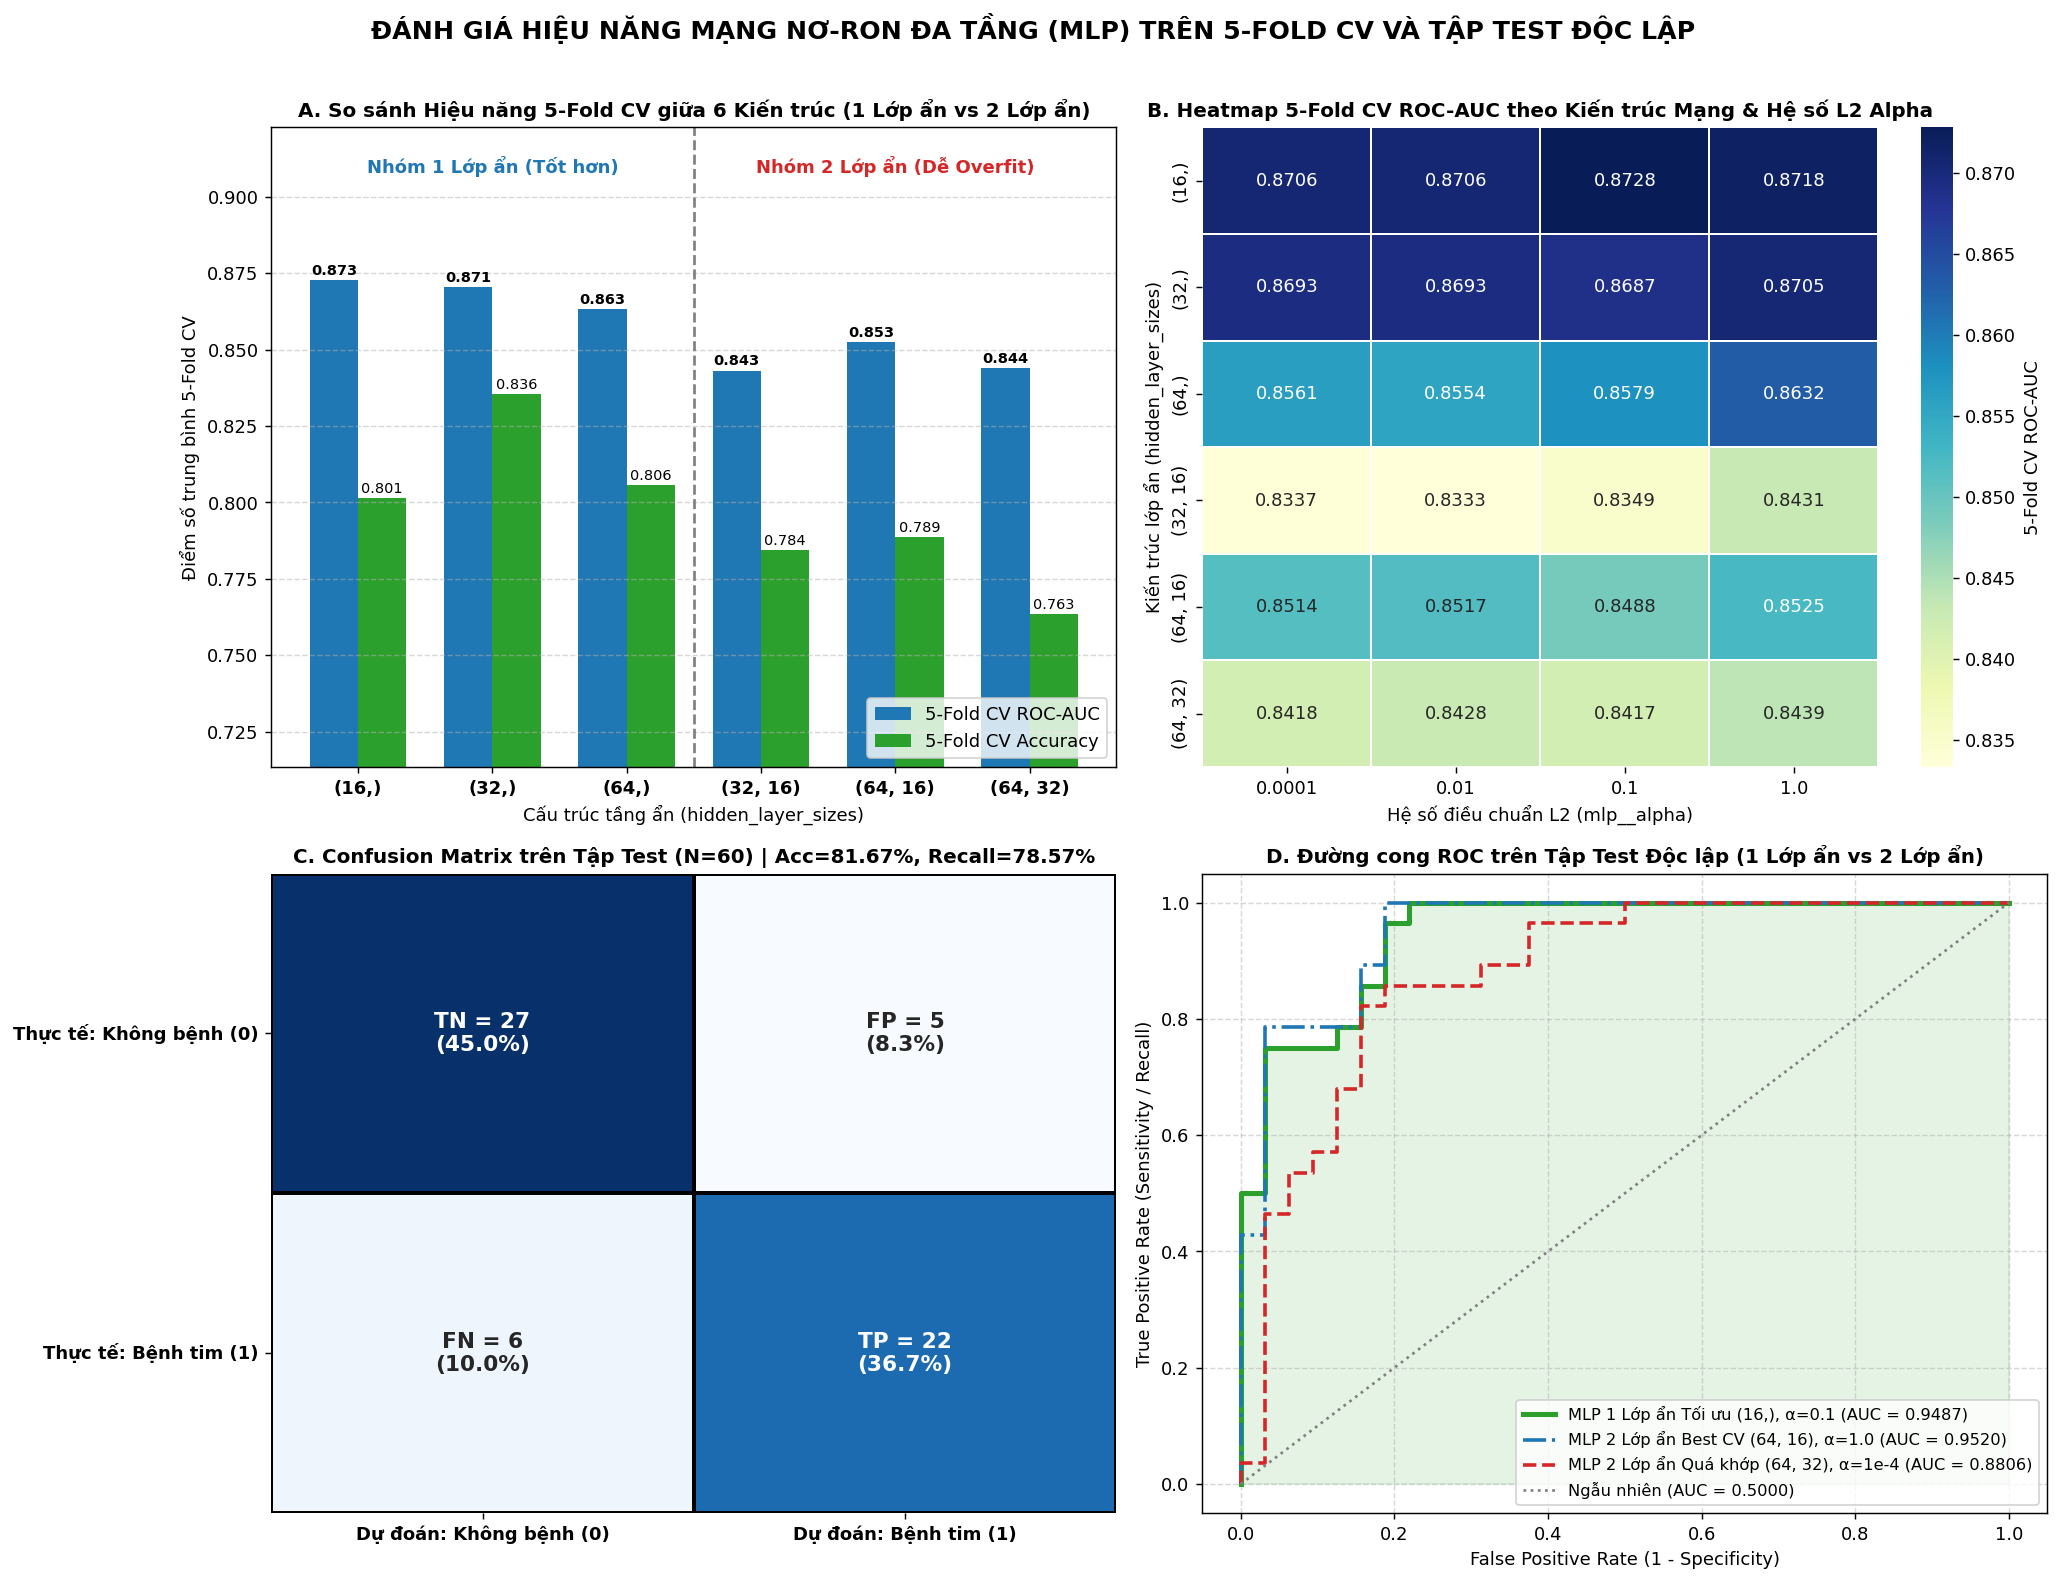 ĐÁNH GIÁ HIỆU NĂNG MẠNG NƠ-RON ĐA TẦNG (MLP) TRÊN 5-FOLD CV VÀ TẬP TEST ĐỘC LẬP
A. So sánh Hiệu năng 5-Fold CV giữa 6 Kiến trúc (1 Lớp ẩn vs 2 Lớp ẩn)
Nhóm 1 Lớp ẩn (Tốt hơn)
Nhóm 2 Lớp ẩn (Dễ Overfit)
Điểm số trung bình 5-Fold CV
0.900
0.875
0.850
0.825
0.800
0.775
0.750
0.725
0.873
0.801
0.871
0.836
0.863
0.806
0.843
0.784
0.853
0.789
0.844
0.763
5-Fold CV ROC-AUC
5-Fold CV Accuracy
(16,)
(32,)
(64,)
(32, 16)
(64, 16)
(64, 32)
Cấu trúc tầng ẩn (hidden_layer_sizes)
B. Heatmap 5-Fold CV ROC-AUC theo Kiến trúc Mạng & Hệ số L2 Alpha
Kiến trúc lớp ẩn (hidden_layer_sizes)
(16,)
0.8706 0.8706 0.8728 0.8718
(32,)
0.8693 0.8693 0.8687 0.8705
(64,)
0.8561 0.8554 0.8579 0.8632
(32, 16)
0.8337 0.8333 0.8349 0.8431
(64, 16)
0.8514 0.8517 0.8488 0.8525
(64, 32)
0.8418 0.8428 0.8417 0.8439
0.0001 0.01 0.1 1.0
Hệ số điều chuẩn L2 (mlp__alpha)
0.870
0.865
0.860
0.855
0.850
0.845
0.840
0.835
5-Fold CV ROC-AUC
C. Confusion Matrix trên Tập Test (N=60) | Acc=81.67%, Recall=78.57%
Thực tế: Không bệnh (0)
TN = 27
(45.0%)
FP = 5
(8.3%)
Thực tế: Bệnh tim (1)
FN = 6
(10.0%)
TP = 22
(36.7%)
Dự đoán: Không bệnh (0)
Dự đoán: Bệnh tim (1)
D. Đường cong ROC trên Tập Test Độc lập (1 Lớp ẩn vs 2 Lớp ẩn)
True Positive Rate (Sensitivity / Recall)
1.0
0.8
0.6
0.4
0.2
0.0
MLP 1 Lớp ẩn Tối ưu (16,), α=0.1 (AUC = 0.9487)
MLP 2 Lớp ẩn Best CV (64, 16), α=1.0 (AUC = 0.9520)
MLP 2 Lớp ẩn Quá khớp (64, 32), α=1e-4 (AUC = 0.8806)
Ngẫu nhiên (AUC = 0.5000)
0.0 0.2 0.4 0.6 0.8 1.0
False Positive Rate (1 - Specificity)